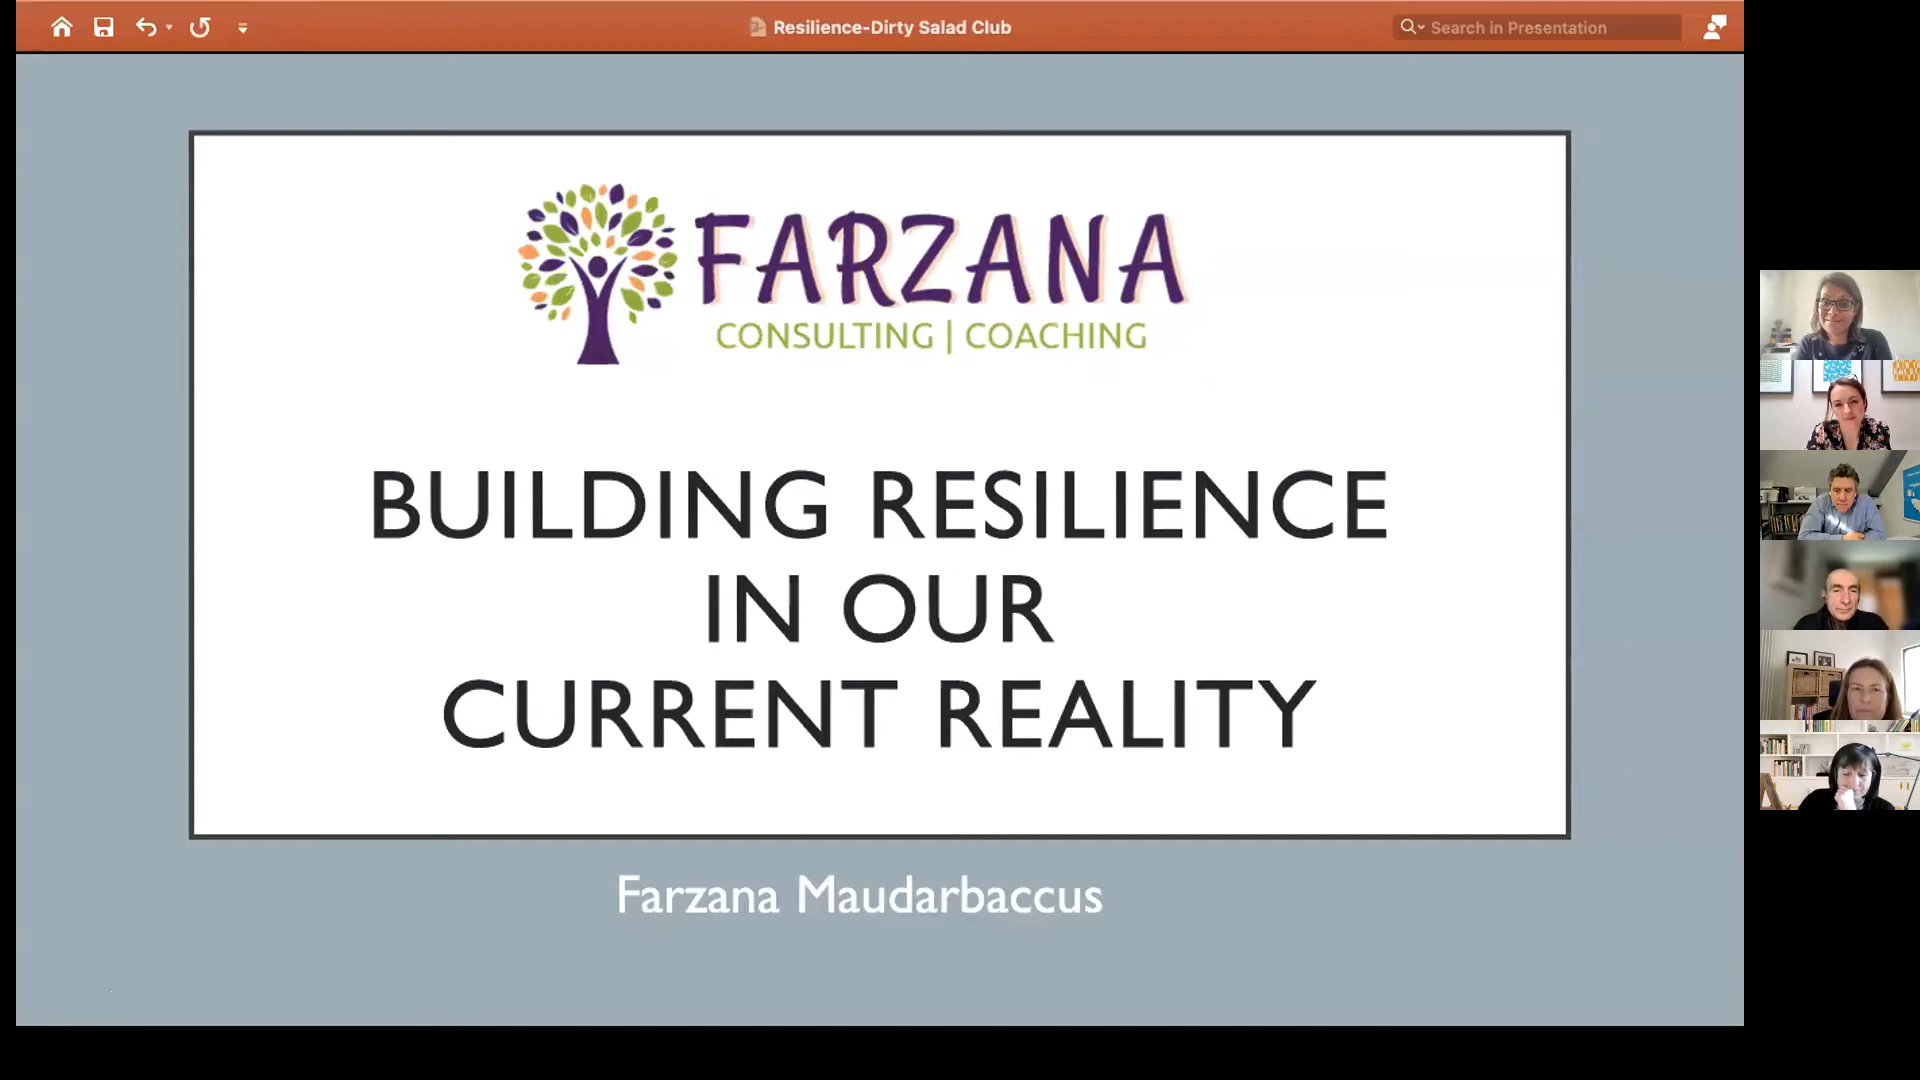 Resilience-Dirty Salad Club
Search in Presentation
FARZANA
CONSULTING | COACHING
BUILDING RESILIENCE
IN OUR
CURRENT REALITY
Farzana Maudarbaccus